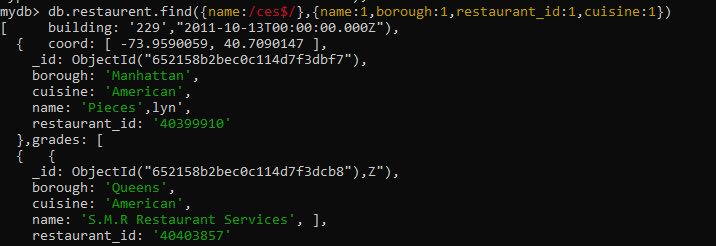 mydb> db.restaurent.find({name:/ces$/},{name:1,borough:1,restaurant_id:1,cuisine:1})
[     building: '229',"2011-10-13T00:00:00.000Z"),
  {   coord: [ -73.9590059, 40.7090147 ],
    _id: ObjectId("652158b2bec0c114d7f3dbf7"),
    borough: 'Manhattan',
    cuisine: 'American',
    name: 'Pieces',lyn',
    restaurant_id: '40399910'
  },grades: [
  {   {
    _id: ObjectId("652158b2bec0c114d7f3dcb8"),Z"),
    borough: 'Queens',
    cuisine: 'American',
    name: 'S.M.R Restaurant Services', ],
    restaurant_id: '40403857'